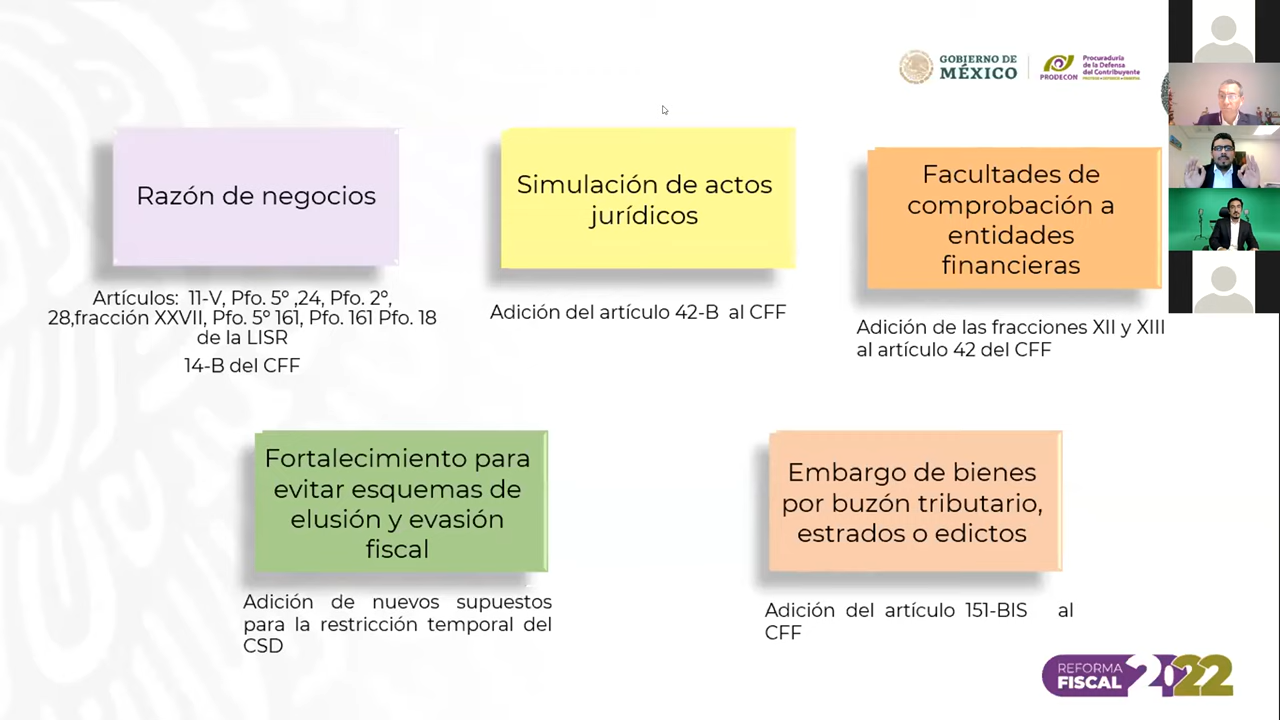 GOBIERNO DE
MÉXICO
PRODECON
Procuraduría
de la Defensa
del Contribuyente
Razón de negocios
Artículos: 11-V, Pfo. 5º ,24, Pfo. 2º,
28,fracción XXVII, Pfo. 5º 161, Pfo. 161 Pfo. 18
de la LISR
14-B del CFF
Simulación de actos
jurídicos
Adición del artículo 42-B al CFF
Facultades de
comprobación a
entidades
financieras
Adición de las fracciones XII y XIII
al artículo 42 del CFF
Fortalecimiento para
evitar esquemas de
elusión y evasión
fiscal
Adición de nuevos supuestos
para la restricción temporal del
CSD
Embargo de bienes
por buzón tributario,
estrados o edictos
Adición del artículo 151-BIS al
CFF
REFORMA
FISCAL 2022